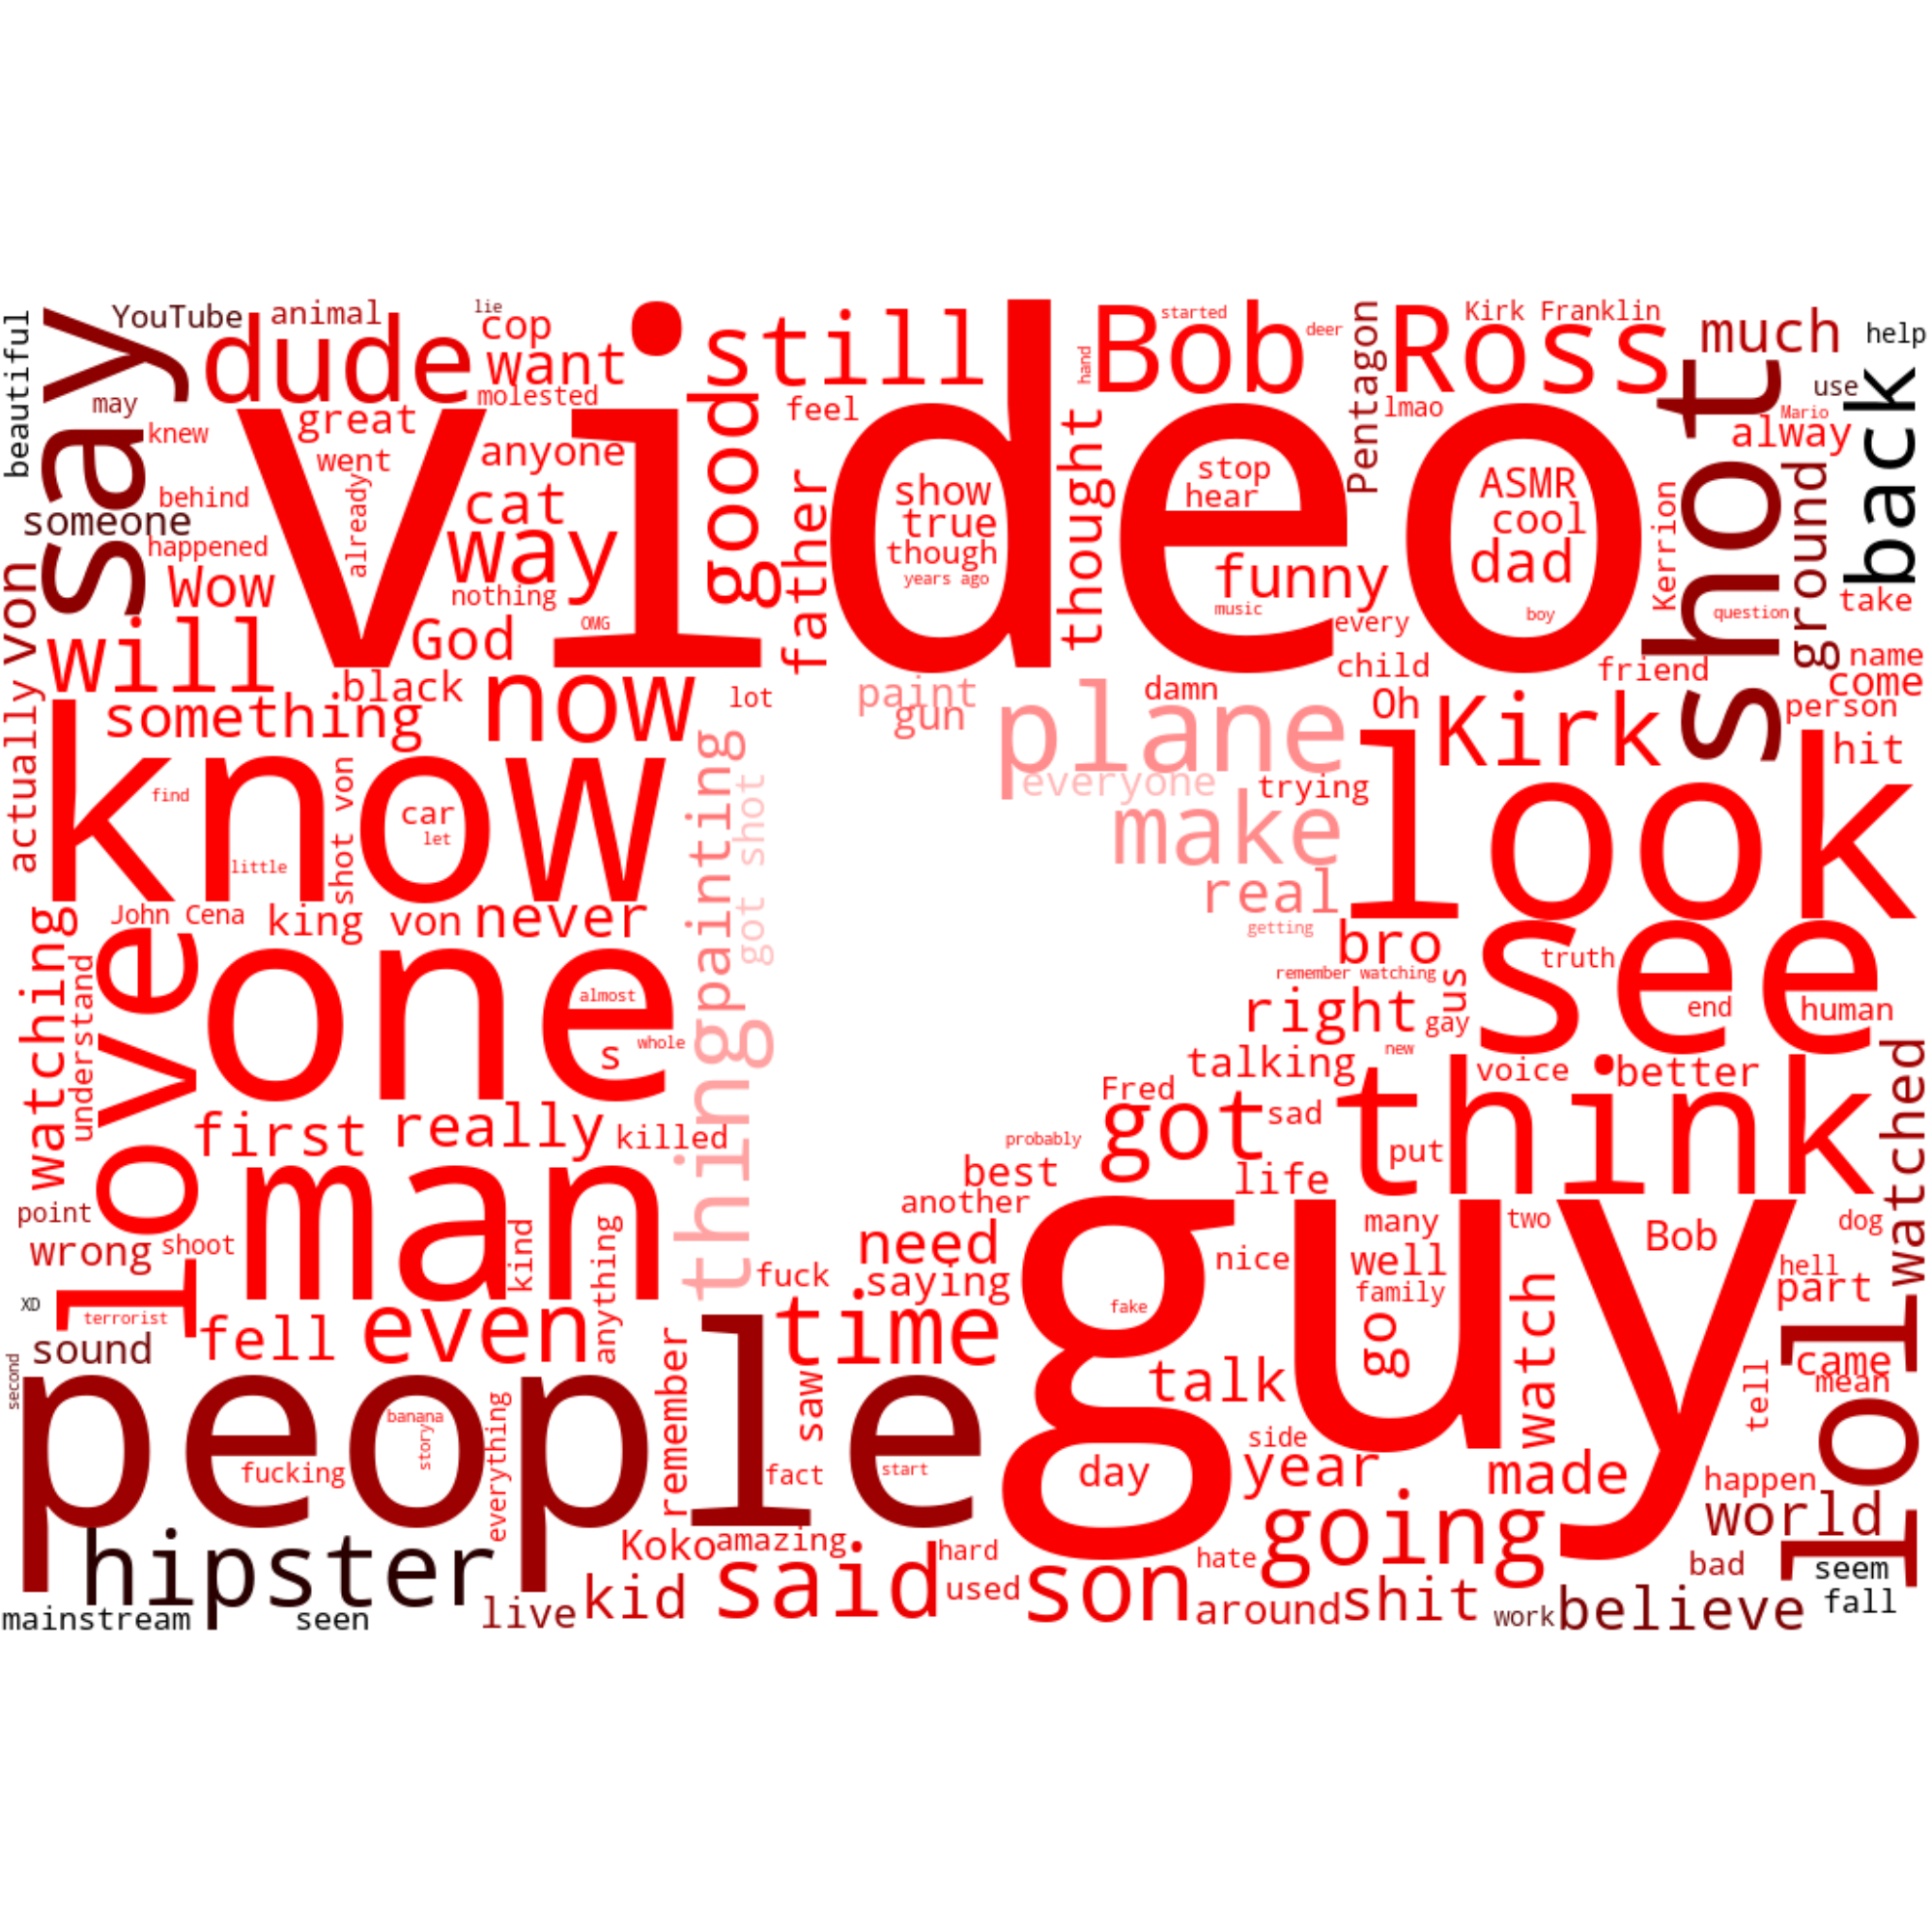 YouTube
animal
lie
cop
still
Bob
started
deer
Ross
Kirk Franklin
much
help
beautiful
say
dude
want
molested
hand
Pentagon
shot
use
back
may
great
video
good
feel
thought
lmao
Mario
alway
knew
went
anyone
behind
already
cat
father
show
stop
hear
ASMR
ground
someone
way
true
cool
Kerrion
happened
though
funny
dad
von
Wow
nothing
years ago
music
boy
question
take
will
God
OMG
every
child
friend
name
actually
something
black
now
lot
paint
gun
plane
damn
Oh
Kirk
come
person
know
find
shot von
car
let
little
painting
got shot
everyone
trying
make
look
hit
real
watching
John Cena
king
von
never
getting
bro
see
truth
love
one
almost
s
whole
remember watching
right
us
gay
end
human
understand
thing
talking
new
think
voice
better
watched
first
really
killed
Fred
got
sad
probably
put
best
life
another
point
man
kind
anything
need
guy
many
two
Bob
dog
wrong
shoot
fuck
saying
nice
well
hell
family
part
XD
terrorist
fell
even
time
fake
go
watch
lol
sound
remember
saw
talk
came
mean
tell
second
people
banana
story
everything
fucking
fact
start
day
side
year
made
happen
world
hipster
Koko
amazing
hard
hate
going
bad
seem
mainstream
seen
live
kid
said
used
son
around
shit
work
believe
fall